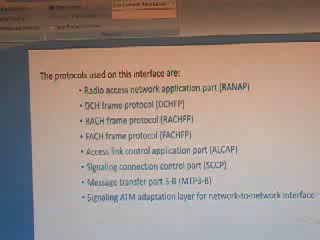 The protocols used on this interface are:
• Radio access network application part (RANAP)
• DCH frame protocol (DCHFP)
• RACH frame protocol (RACHFP)
• FACH frame protocol (FACHFP)
• Access link control application part (ALCAP)
• Signaling connection control part (SCCP)
• Message transfer part 3-B (MTP3-B)
• Signaling ATM adaptation layer for network-to-network interface